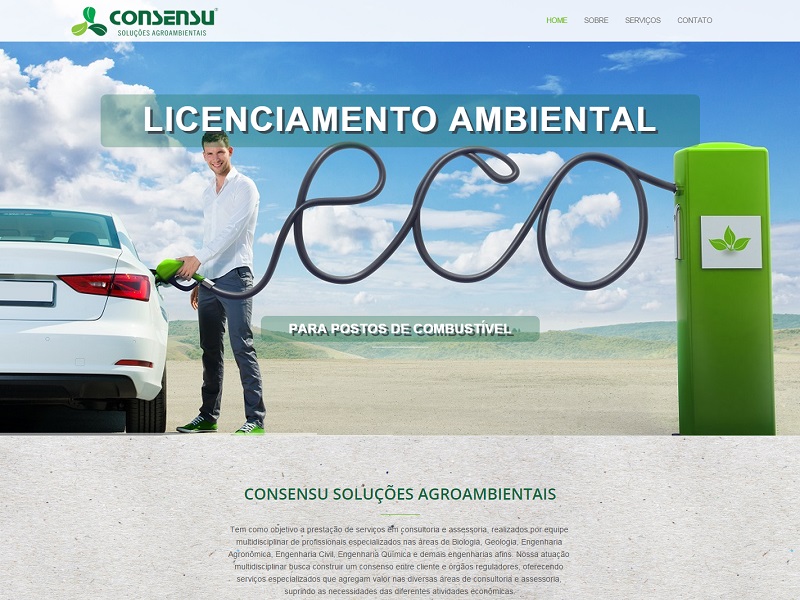 CONSENSU®
SOLUÇÕES AGROAMBIENTAIS
HOME SOBRE SERVIÇOS CONTATO
LICENCIAMENTO AMBIENTAL
eco
PARA POSTOS DE COMBUSTÍVEL
CONSENSU SOLUÇÕES AGROAMBIENTAIS
Tem como objetivo a prestação de serviços em consultoria e assessoria, realizados por equipe
multidisciplinar de profissionais especializados nas áreas de Biologia, Geologia, Engenharia
Agronômica, Engenharia Civil, Engenharia Química e demais engenharias afins. Nossa atuação
multidisciplinar busca construir um consenso entre cliente e órgãos reguladores, oferecendo
serviços especializados que agregam valor nas diversas áreas de consultoria e assessoria,
suprindo as necessidades das diferentes atividades econômicas.